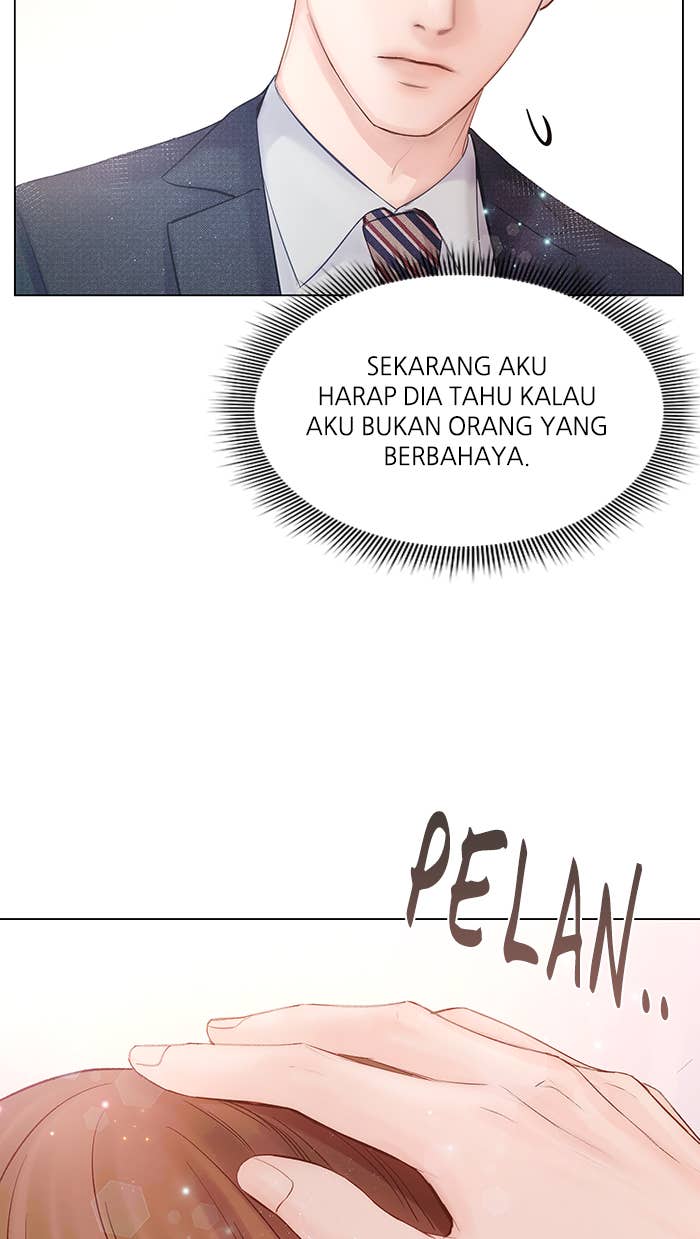 SEKARANG AKU
HARAP DIA TAHU KALAU
AKU BUKAN ORANG YANG
BERBAHAYA.
PELAN..